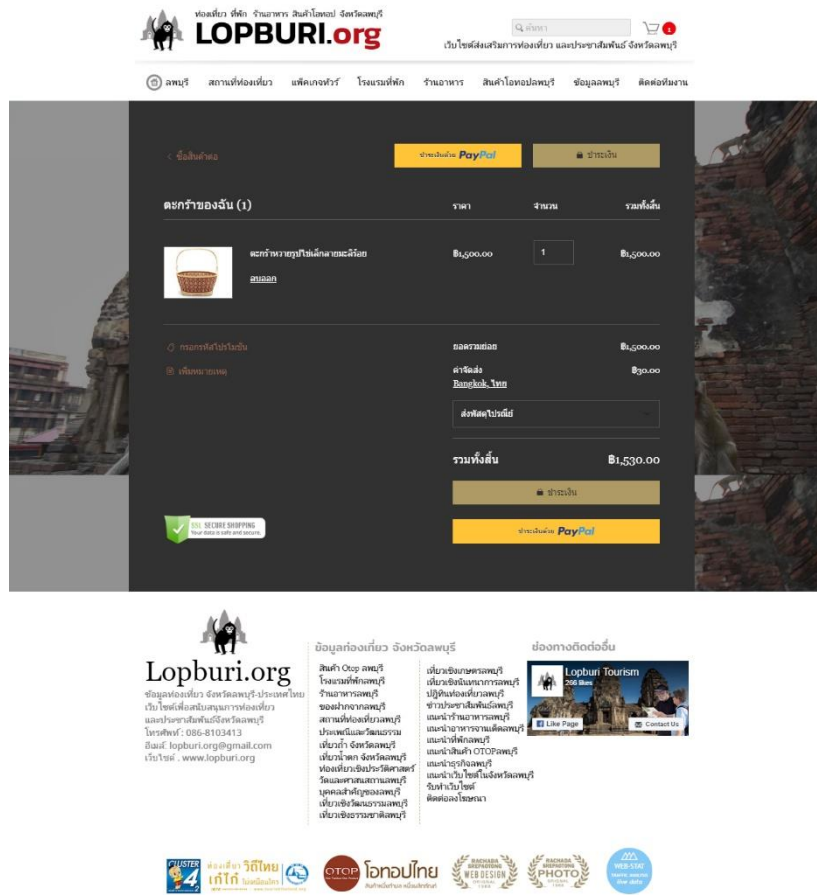 ท่องเที่ยว ที่พัก ร้านอาหาร สินค้าโอทอป จังหวัดลพบุรี
LOPBURI.org
ค้นหา
1
เว็บไซต์ส่งเสริมการท่องเที่ยว และประชาสัมพันธ์ จังหวัดลพบุรี
ลพบุรี สถานที่ท่องเที่ยว แพ็คเกจทัวร์ โรงแรมที่พัก ร้านอาหาร สินค้าโอทอปลพบุรี ข้อมูลลพบุรี ติดต่อทีมงาน
< ซื้อสินค้าต่อ
ชำระเงินด้วย PayPal
ชำระเงิน
ตะกร้าของฉัน (1) ราคา จำนวน รวมทั้งสิ้น
ตะกร้าหวายรูปไข่เล็กลายมะลิร้อย ฿1,500.00 1 ฿1,500.00
ลบออก
กรอกรหัสโปรโมชั่น
เพิ่มหมายเหตุ
ยอดรวมย่อย ฿1,500.00
ค่าจัดส่ง ฿30.00
Bangkok, ไทย
ส่งพัสดุไปรณีย์
รวมทั้งสิ้น ฿1,530.00
ชำระเงิน
ชำระเงินด้วย PayPal
SSL SECURE SHOPPING
Your data is safe and secure.
Lopburi.org
ข้อมูลท่องเที่ยว จังหวัดลพบุรี-ประเทศไทย
เว็บไซต์เพื่อสนับสนุนการท่องเที่ยว
และประชาสัมพันธ์จังหวัดลพบุรี
โทรศัพท์ : 086-8103413
อีเมล์: lopburi.org@gmail.com
เว็บไซต์ : www.lopburi.org
ข้อมูลท่องเที่ยว จังหวัดลพบุรี
สินค้า Otop ลพบุรี
โรงแรมที่พักลพบุรี
ร้านอาหารลพบุรี
ของฝากจากลพบุรี
สถานที่ท่องเที่ยวลพบุรี
ประเพณีและวัฒนธรรม
เที่ยวถ้ำ จังหวัดลพบุรี
เที่ยวน้ำตก จังหวัดลพบุรี
ท่องเที่ยวเชิงประวัติศาสตร์
วัดและศาสนสถานลพบุรี
บุคคลสำคัญของลพบุรี
เที่ยวเชิงวัฒนธรรมลพบุรี
เที่ยวเชิงธรรมชาติลพบุรี
เที่ยวเชิงเกษตรลพบุรี
เที่ยวเชิงนันทนาการลพบุรี
ปฏิทินท่องเที่ยวลพบุรี
ข่าวประชาสัมพันธ์ลพบุรี
แนะนำร้านอาหารลพบุรี
แนะนำอาหารจานเด็ดลพบุรี
แนะนำที่พักลพบุรี
แนะนำสินค้า OTOPลพบุรี
แนะนำธุรกิจลพบุรี
แนะนำเว็บไซต์ในจังหวัดลพบุรี
รับทำเว็บไซต์
ติดต่อลงโฆษณา
ช่องทางติดต่ออื่น
Lopburi Tourism
266 likes
Like Page
Contact Us
CLUSTER 4
ท่องเที่ยว วิถีไทย
เก๋ไก๋ ไม่เหมือนใคร
OTOP
โอทอปไทย
RACHADA
SREPAOTONG
WEB DESIGN
RACHADA
SREPAOTONG
PHOTO
WEB-STAT
live data